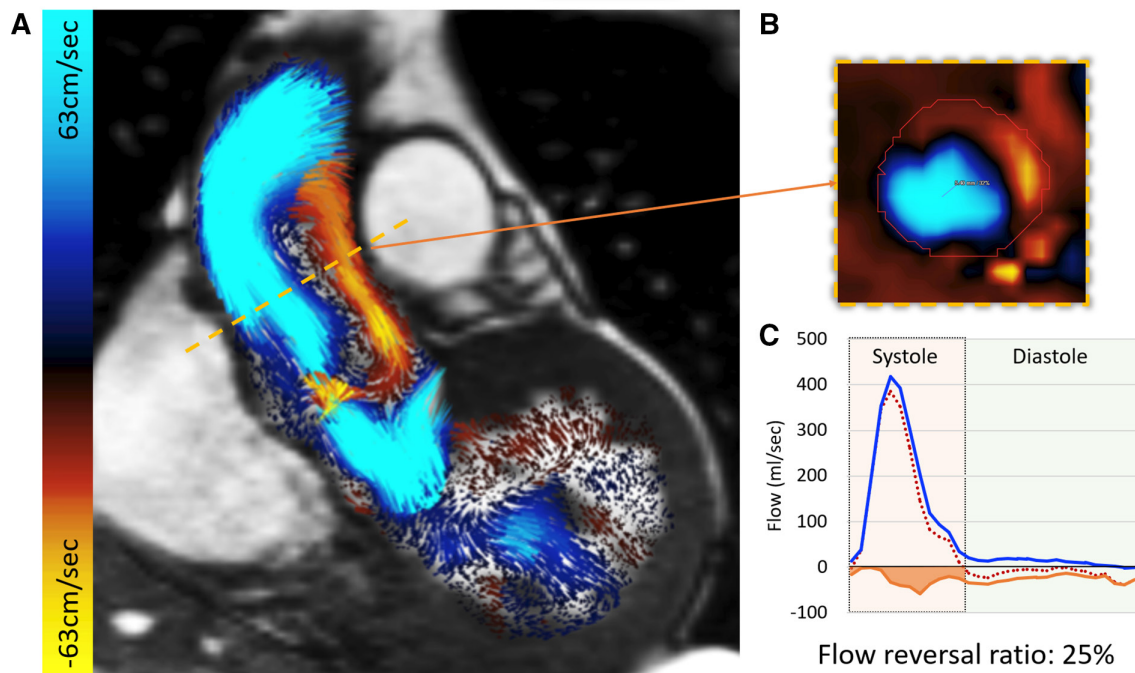 A
63cm/sec
-63cm/sec
B
C
500
400
300
200
100
0
-100
Flow (ml/sec)
Systole
Diastole
Flow reversal ratio: 25%